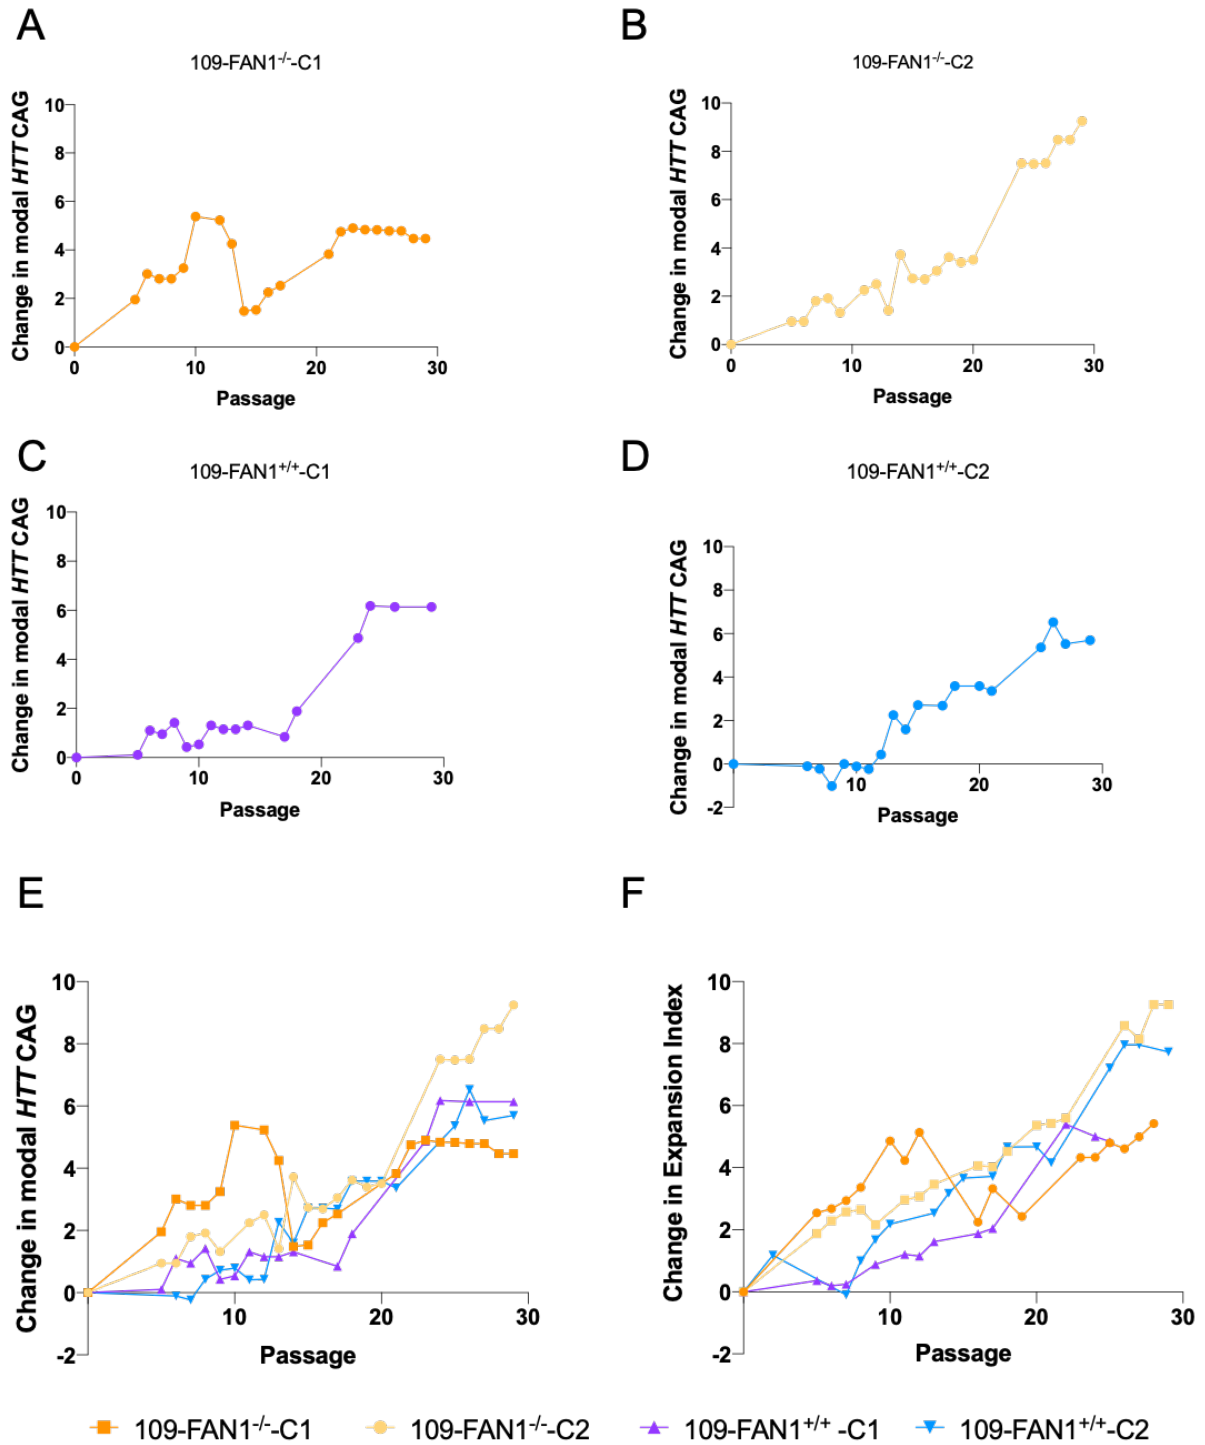 A
B
109-FAN1-/--C1
109-FAN1-/--C2
Change in modal HTT CAG
10
8
6
4
2
0
0
10
20
30
Passage
Change in modal HTT CAG
10
8
6
4
2
0
0
10
20
30
Passage
C
D
109-FAN1+/+-C1
109-FAN1+/+-C2
Change in modal HTT CAG
10
8
6
4
2
0
0
10
20
30
Passage
Change in modal HTT CAG
10
8
6
4
2
0
-2
10
20
30
Passage
E
F
Change in modal HTT CAG
10
8
6
4
2
0
-2
10
20
30
Passage
Change in Expansion Index
10
8
6
4
2
0
-2
10
20
30
Passage
109-FAN1-/--C1 109-FAN1-/--C2 109-FAN1+/+ -C1 109-FAN1+/+-C2